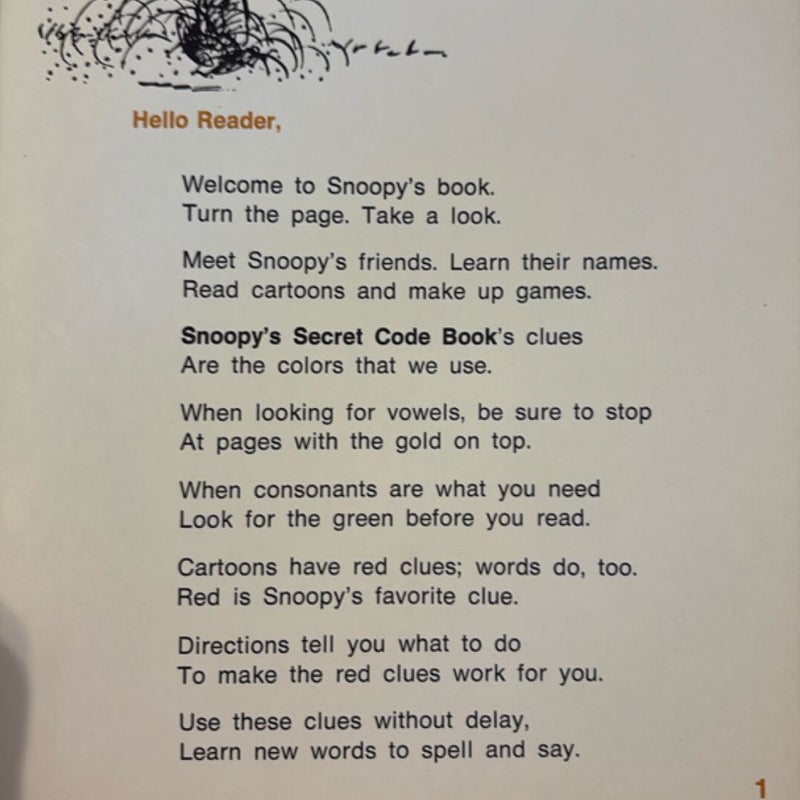 Hello Reader,
Welcome to Snoopy's book.
Turn the page. Take a look.
Meet Snoopy's friends. Learn their names.
Read cartoons and make up games.
Snoopy's Secret Code Book's clues
Are the colors that we use.
When looking for vowels, be sure to stop
At pages with the gold on top.
When consonants are what you need
Look for the green before you read.
Cartoons have red clues; words do, too.
Red is Snoopy's favorite clue.
Directions tell you what to do
To make the red clues work for you.
Use these clues without delay,
Learn new words to spell and say.
1